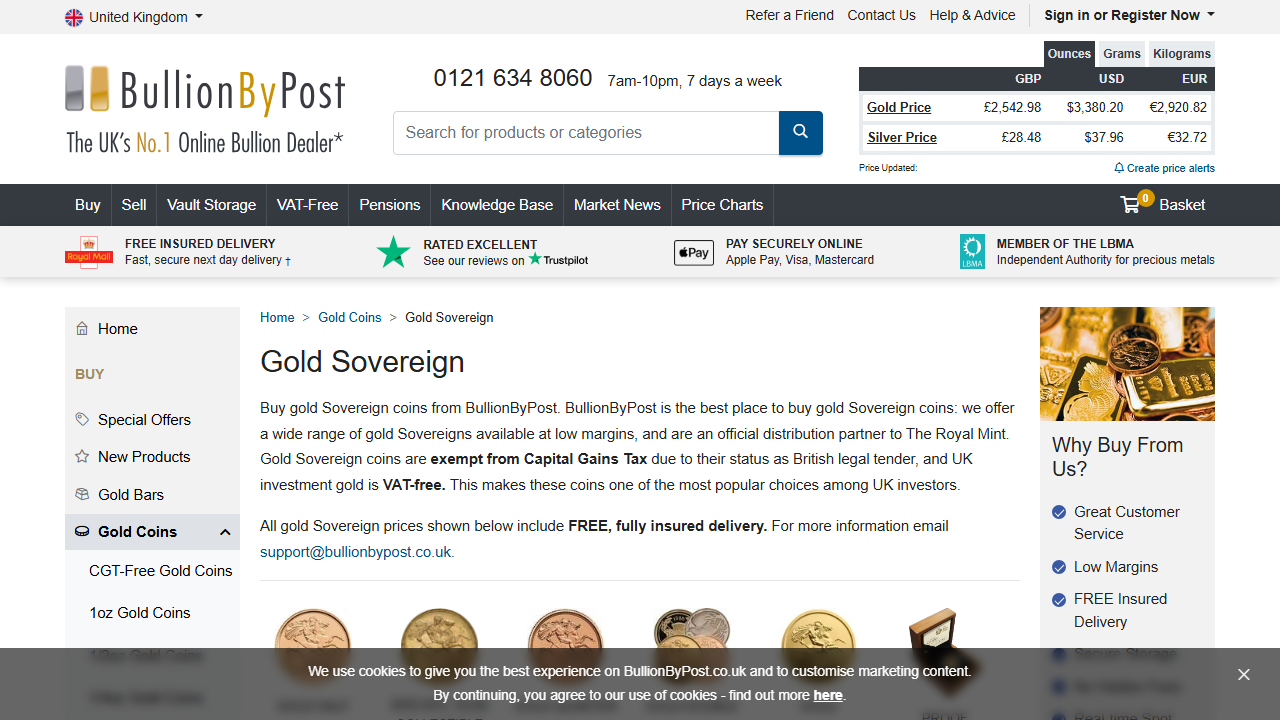 United Kingdom
Refer a Friend Contact Us Help & Advice Sign in or Register Now
BullionByPost
The UK's No.1 Online Bullion Dealer*
0121 634 8060 7am-10pm, 7 days a week
Search for products or categories
Ounces Grams Kilograms
GBP USD EUR
Gold Price £2,542.98 $3,380.20 €2,920.82
Silver Price £28.48 $37.96 €32.72
Price Updated: Create price alerts
Buy Sell Vault Storage VAT-Free Pensions Knowledge Base Market News Price Charts 0 Basket
Royal Mail
FREE INSURED DELIVERY
Fast, secure next day delivery †
RATED EXCELLENT
See our reviews on Trustpilot
Pay
PAY SECURELY ONLINE
Apple Pay, Visa, Mastercard
LBMA
MEMBER OF THE LBMA
Independent Authority for precious metals
Home
BUY
Special Offers
New Products
Gold Bars
Gold Coins
CGT-Free Gold Coins
1oz Gold Coins
Home > Gold Coins > Gold Sovereign
Gold Sovereign
Buy gold Sovereign coins from BullionByPost. BullionByPost is the best place to buy gold Sovereign coins: we offer
a wide range of gold Sovereigns available at low margins, and are an official distribution partner to The Royal Mint.
Gold Sovereign coins are exempt from Capital Gains Tax due to their status as British legal tender, and UK
investment gold is VAT-free. This makes these coins one of the most popular choices among UK investors.
All gold Sovereign prices shown below include FREE, fully insured delivery. For more information email
support@bullionbypost.co.uk.
Why Buy From
Us?
Great Customer
Service
Low Margins
FREE Insured
Delivery
Secure Storage
We use cookies to give you the best experience on BullionByPost.co.uk and to customise marketing content.
By continuing, you agree to our use of cookies - find out more here.